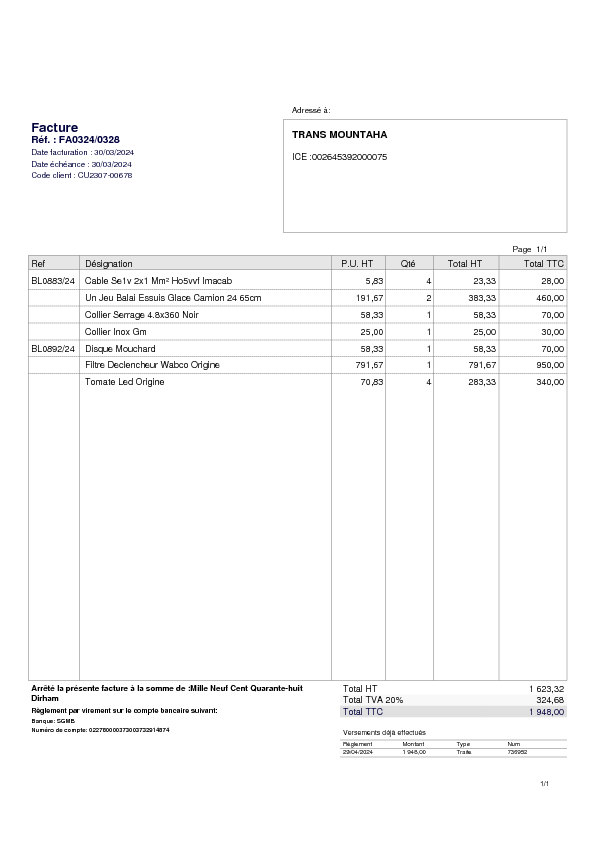 Adressé à:
Facture
Réf. : FA0324/0328
Date facturation : 30/03/2024
Date échéance : 30/03/2024
Code client : CU2307-00678
TRANS MOUNTAHA
ICE :002645392000075
Page 1/1
Ref Désignation P.U. HT Qté Total HT Total TTC
BL0883/24 Cable Se1v 2x1 Mm² Ho5vvf Imacab 5,83 4 23,33 28,00
Un Jeu Balai Essuis Glace Camion 24 65cm 191,67 2 383,33 460,00
Collier Serrage 4.8x360 Noir 58,33 1 58,33 70,00
Collier Inox Gm 25,00 1 25,00 30,00
BL0892/24 Disque Mouchard 58,33 1 58,33 70,00
Filtre Declencheur Wabco Origine 791,67 1 791,67 950,00
Tomate Led Origine 70,83 4 283,33 340,00
Arrêté la présente facture à la somme de :Mille Neuf Cent Quarante-huit
Dirham
Règlement par virement sur le compte bancaire suivant:
Banque: SGMB
Numéro de compte:
Total HT 1 623,32
Total TVA 20% 324,68
Total TTC 1 948,00
Versements déjà effectués
Règlement Montant Type Num
29/04/2024 1 948,00 Traite 736982
1/1